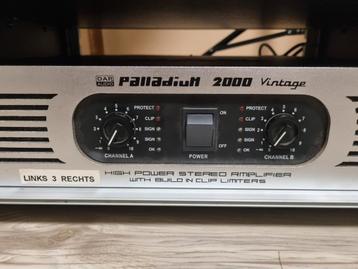 DAP AUDIO PALLADIUM 2000 Vintage
PROTECT
CLIP
SIGN
SIGN
ON
CHANNEL A
ON
OFF
POWER
PROTECT
CLIP
SIGN
SIGN
ON
CHANNEL B
LINKS 3 RECHTS
HIGH POWER STEREO AMPLIFIER
WITH BUILD IN CLIP LIMITERS